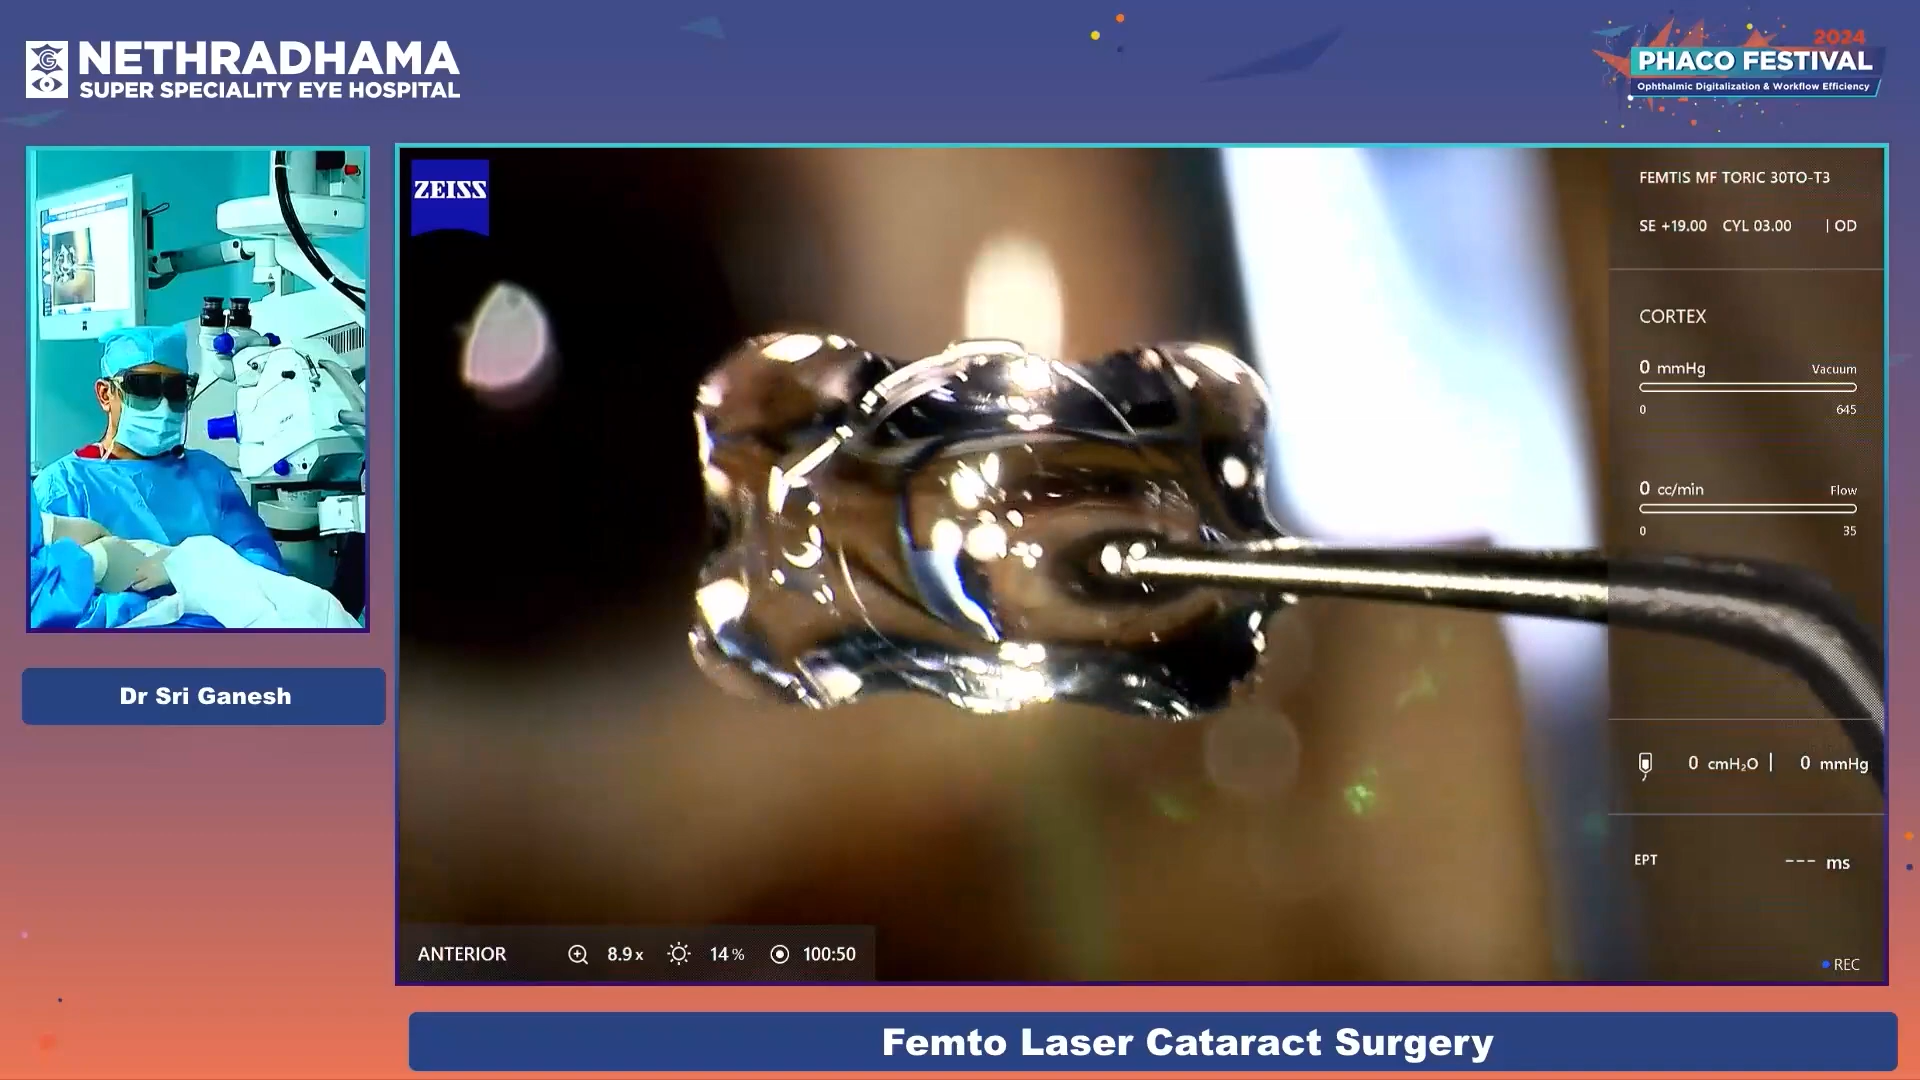 NETHRADHAMA
SUPER SPECIALITY EYE HOSPITAL
2024
PHACO FESTIVAL
Ophthalmic Digitalization & Workflow Efficiency
ZEISS
FEMTIS MF TORIC 30TO-T3
SE +19.00 CYL 03.00 | OD
CORTEX
0 mmHg Vacuum
0 645
0 cc/min Flow
0 35
0 cmH₂O | 0 mmHg
EPT --- ms
Dr Sri Ganesh
ANTERIOR 8.9x 14% 100:50
REC
Femto Laser Cataract Surgery